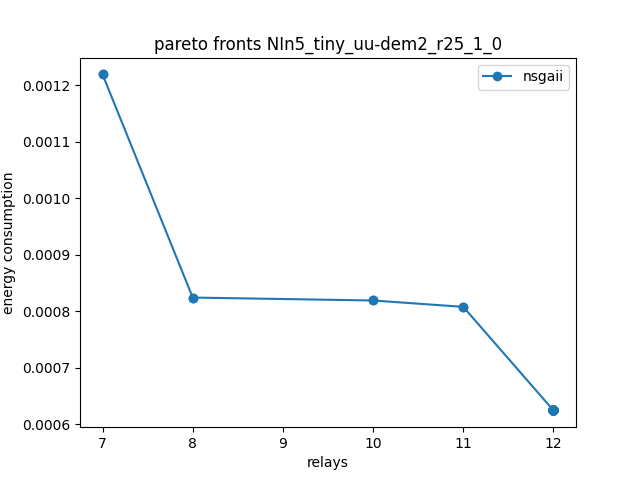 pareto fronts NIn5_tiny_uu-dem2_r25_1_0
nsgaii
energy consumption
0.0012
0.0011
0.0010
0.0009
0.0008
0.0007
0.0006
7 8 9 10 11 12
relays